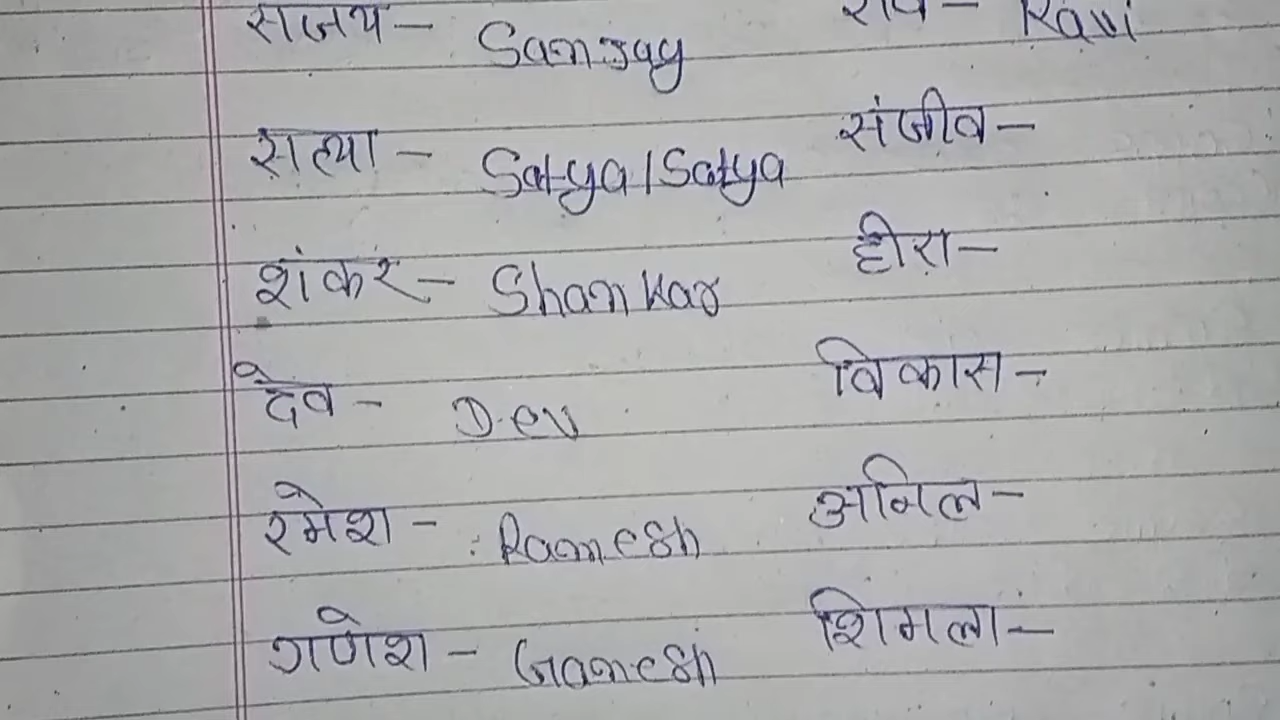 संजय - Sanjay रवि - Ravi
सत्या - Satya/Satya संजीव -
शंकर - Shankar हीरा -
देव - Dev विकास -
रमेश - Ramesh अनिल -
गणेश - Ganesh शिमला -